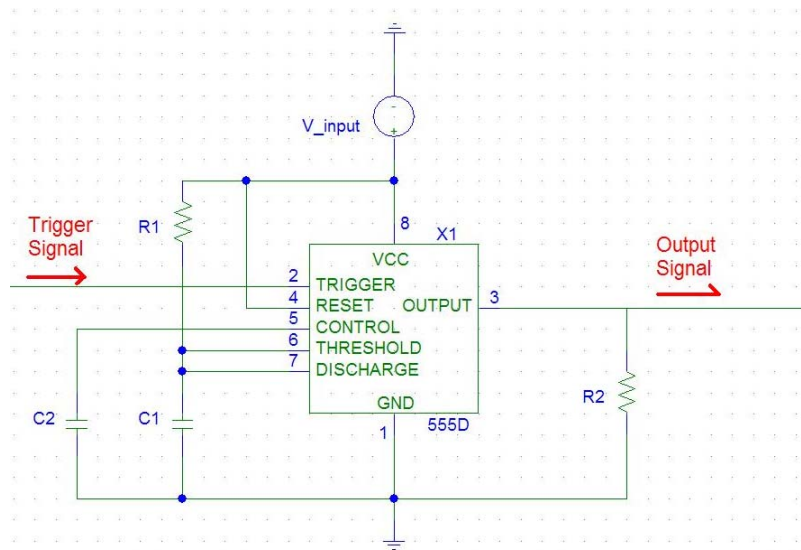 V_input
-
+
Trigger
Signal
R1
8
X1
VCC
Output
Signal
2
TRIGGER
4
RESET
OUTPUT
3
5
CONTROL
6
THRESHOLD
7
DISCHARGE
R2
C2
C1
GND
1
555D